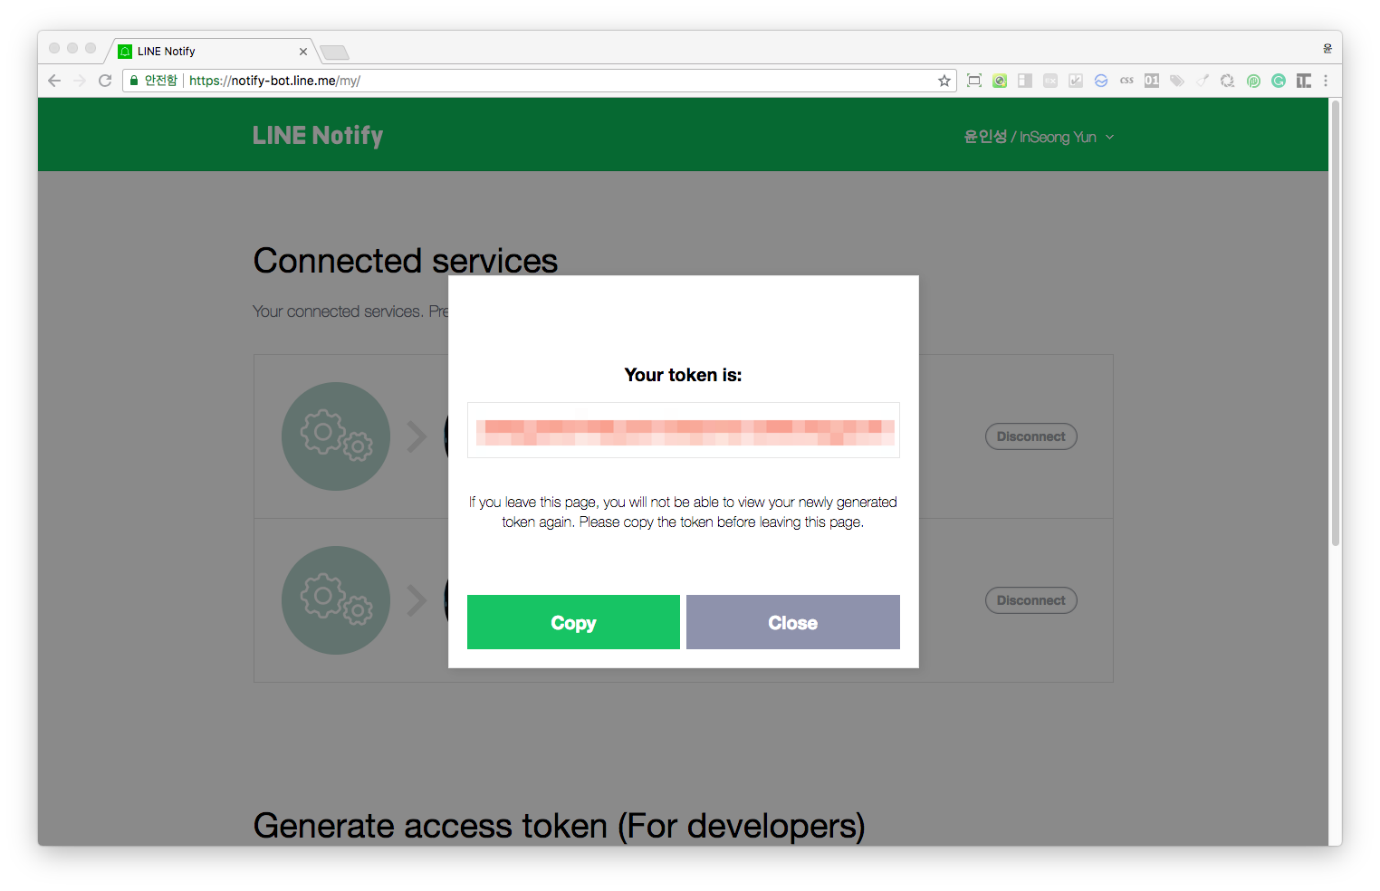 LINE Notify
윤
안전함 https://notify-bot.line.me/my/
css
LINE Notify
윤인성 / InSeong Yun
Connected services
Your connected services. Pre
Your token is:
Disconnect
If you leave this page, you will not be able to view your newly generated
token again. Please copy the token before leaving this page.
Disconnect
Copy
Close
Generate access token (For developers)